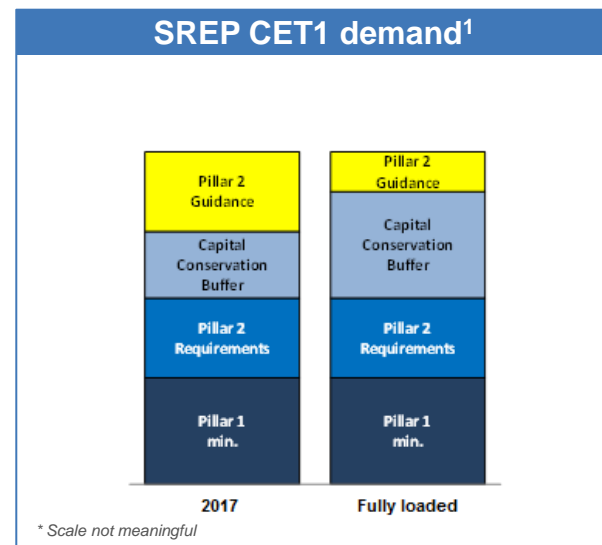 SREP CET1 demand¹
Pillar 2
Guidance
Capital
Conservation
Buffer
Pillar 2
Requirements
Pillar 1
min.
2017
Pillar 2
Guidance
Capital
Conservation
Buffer
Pillar 2
Requirements
Pillar 1
min.
Fully loaded
* Scale not meaningful